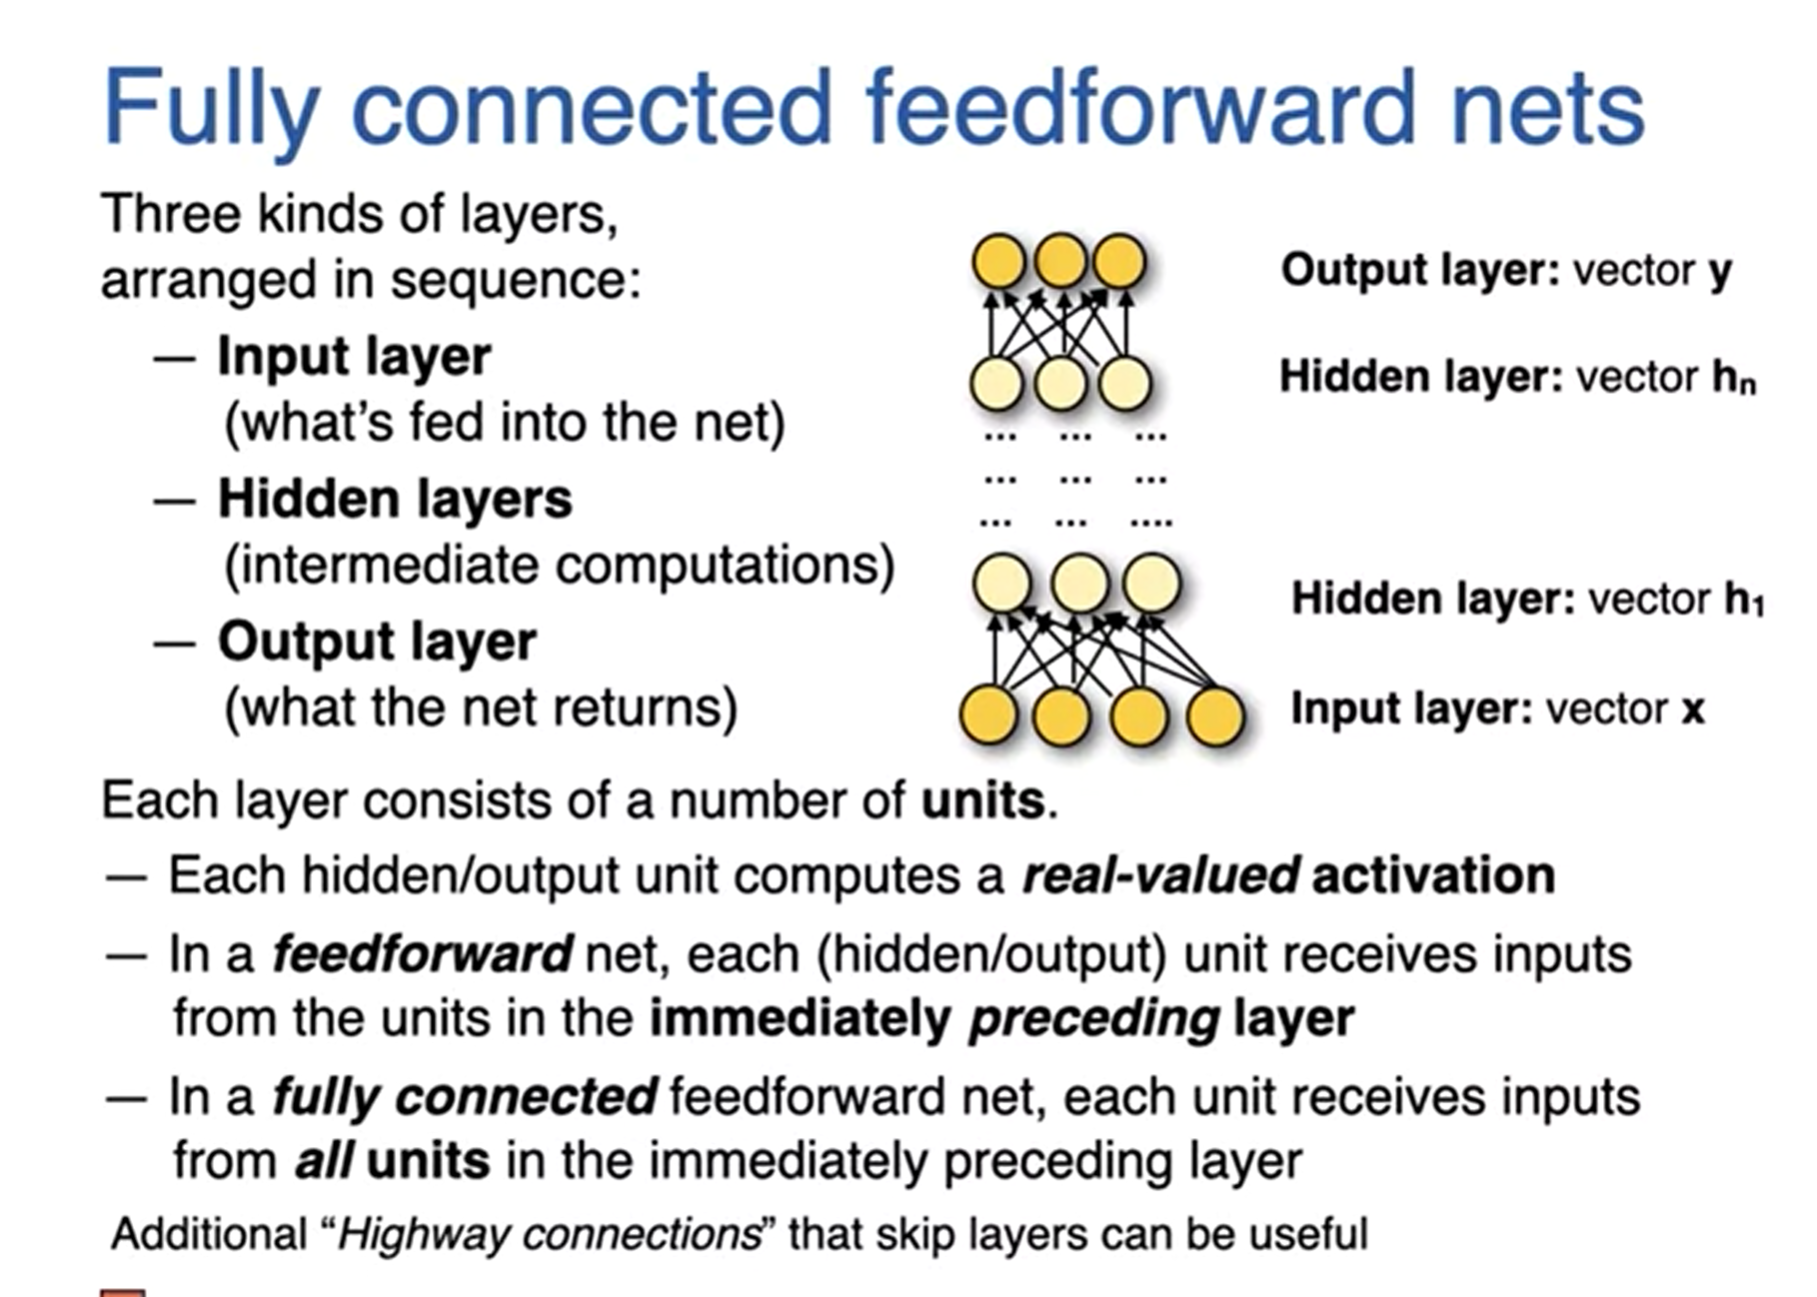 Fully connected feedforward nets
Three kinds of layers,
arranged in sequence:
— Input layer
(what's fed into the net)
— Hidden layers
(intermediate computations)
— Output layer
(what the net returns)
Output layer: vector y
Hidden layer: vector hn
... ... ...
... ... ...
... ... ....
Hidden layer: vector h1
Input layer: vector x
Each layer consists of a number of units.
— Each hidden/output unit computes a real-valued activation
— In a feedforward net, each (hidden/output) unit receives inputs
from the units in the immediately preceding layer
— In a fully connected feedforward net, each unit receives inputs
from all units in the immediately preceding layer
Additional “Highway connections” that skip layers can be useful